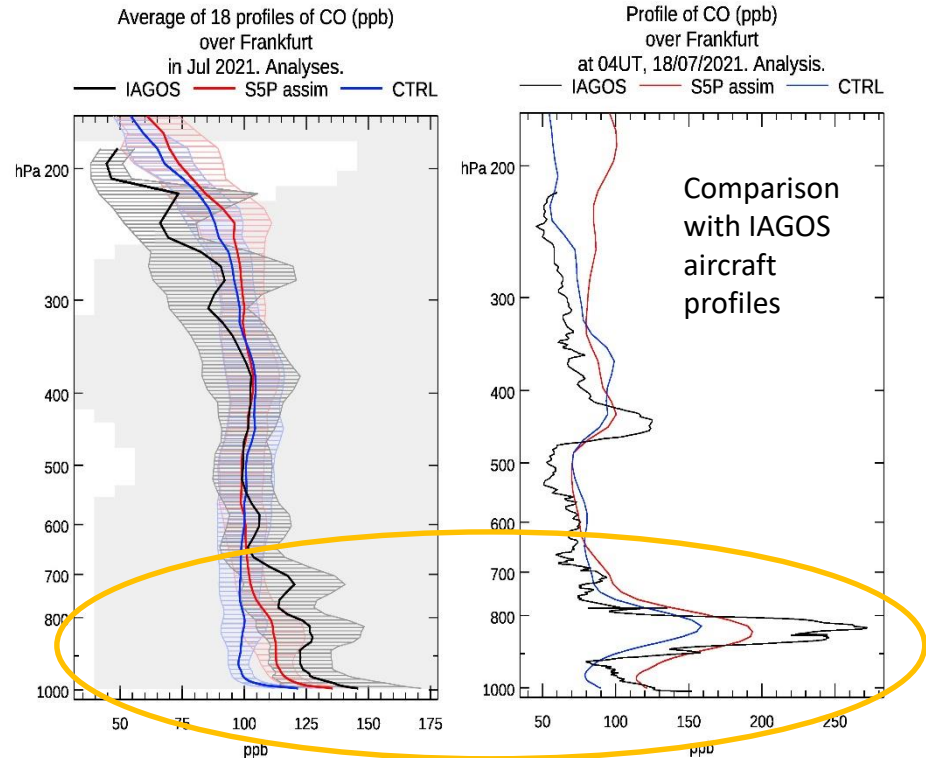 Average of 18 profiles of CO (ppb)
over Frankfurt
in Jul 2021. Analyses.
IAGOS S5P assim CTRL
hPa
200
300
400
500
600
700
800
1000
50 75 100 125 150 175
ppb
Profile of CO (ppb)
over Frankfurt
at 04UT, 18/07/2021. Analysis.
IAGOS S5P assim CTRL
hPa
200
300
400
500
600
700
800
1000
50 100 150 200 250
ppb
Comparison
with IAGOS
aircraft
profiles